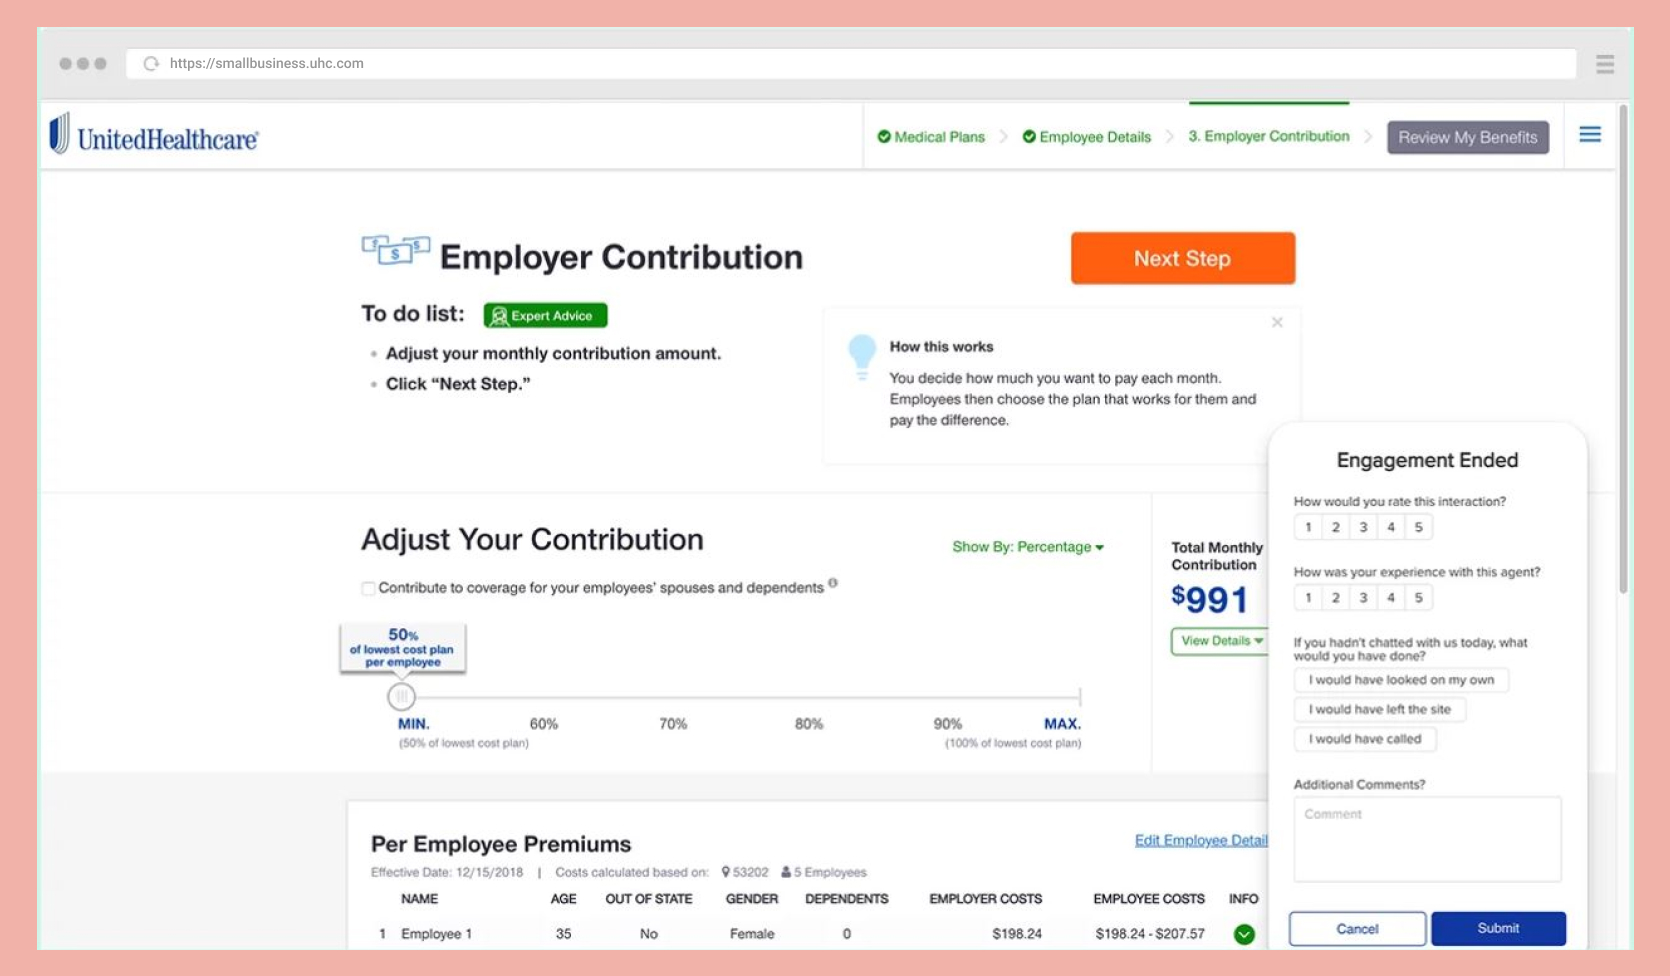 https://smallbusiness.uhc.com
UnitedHealthcare
Medical Plans
Employee Details
3. Employer Contribution
Review My Benefits
Employer Contribution
Next Step
To do list:
Expert Advice
Adjust your monthly contribution amount.
Click “Next Step.”
How this works
You decide how much you want to pay each month.
Employees then choose the plan that works for them and
pay the difference.
Adjust Your Contribution
Show By: Percentage
Contribute to coverage for your employees' spouses and dependents
50%
of lowest cost plan
per employee
MIN. 60% 70% 80% 90% MAX.
(50% of lowest cost plan) (100% of lowest cost plan)
Total Monthly
Contribution
$991
View Details
Per Employee Premiums
Edit Employee Detail
Effective Date: 12/15/2018 | Costs calculated based on: 53202 5 Employees
NAME AGE OUT OF STATE GENDER DEPENDENTS EMPLOYER COSTS EMPLOYEE COSTS INFO
1 Employee 1 35 No Female 0 $198.24 $198.24 - $207.57
Engagement Ended
How would you rate this interaction?
1 2 3 4 5
How was your experience with this agent?
1 2 3 4 5
If you hadn't chatted with us today, what
would you have done?
I would have looked on my own
I would have left the site
I would have called
Additional Comments?
Comment
Cancel
Submit